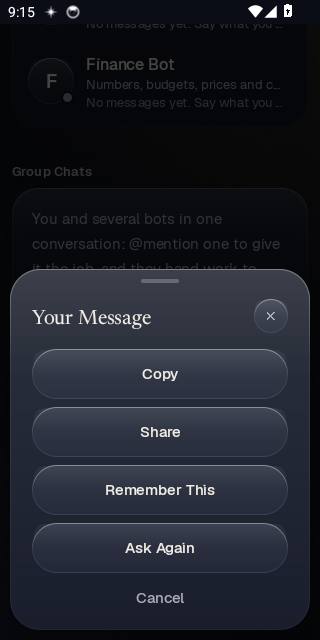 9:15
No messages yet. Say what you ...
Finance Bot
F
Numbers, budgets, prices and c...
No messages yet. Say what you ...
Group Chats
You and several bots in one
conversation: @mention one to give
it the job, and they hand work to
Your Message
Copy
Share
Remember This
Ask Again
Cancel